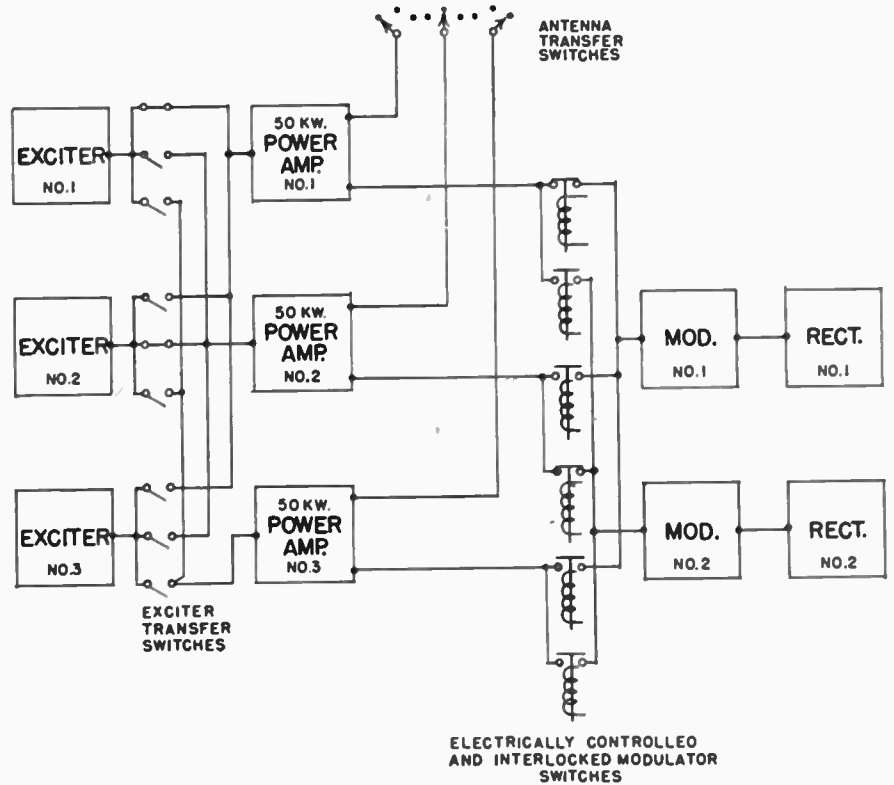 ANTENNA
TRANSFER
SWITCHES
EXCITER
NO.1
50 KW.
POWER
AMP.
NO.1
EXCITER
NO.2
50 KW.
POWER
AMP.
NO.2
MOD.
NO.1
RECT.
NO.1
EXCITER
NO.3
50 KW.
POWER
AMP.
NO.3
MOD.
NO.2
RECT.
NO.2
EXCITER
TRANSFER
SWITCHES
ELECTRICALLY CONTROLLED
AND INTERLOCKED MODULATOR
SWITCHES